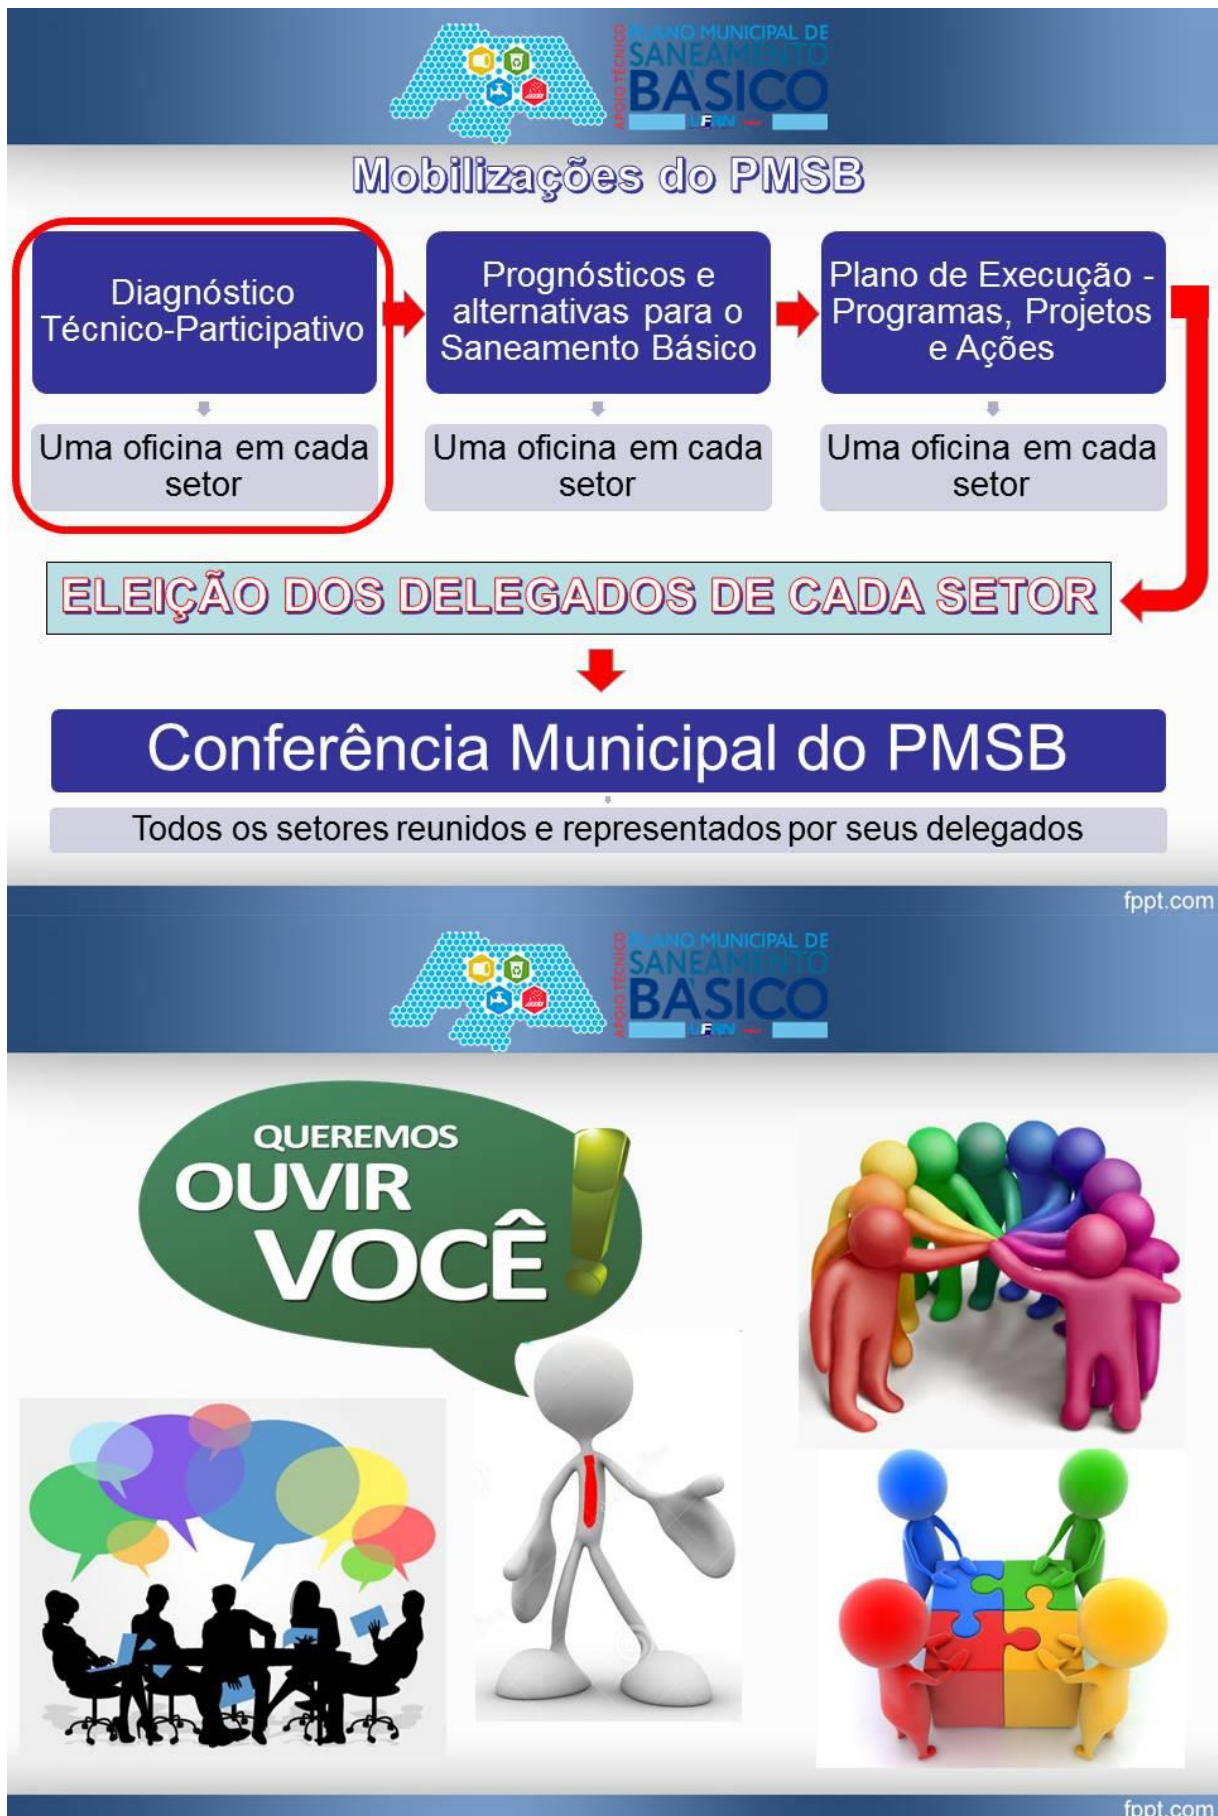 APOIO TÉCNICO
PLANO MUNICIPAL DE
SANEAMENTO
BÁSICO
UFRN
Mobilizações do PMSB
Diagnóstico
Técnico-Participativo
Prognósticos e
alternativas para o
Saneamento Básico
Plano de Execução -
Programas, Projetos
e Ações
Uma oficina em cada
setor
Uma oficina em cada
setor
Uma oficina em cada
setor
ELEIÇÃO DOS DELEGADOS DE CADA SETOR
Conferência Municipal do PMSB
Todos os setores reunidos e representados por seus delegados
fppt.com
APOIO TÉCNICO
PLANO MUNICIPAL DE
SANEAMENTO
BÁSICO
UFRN
QUEREMOS
OUVIR
VOCÊ!
fppt.com